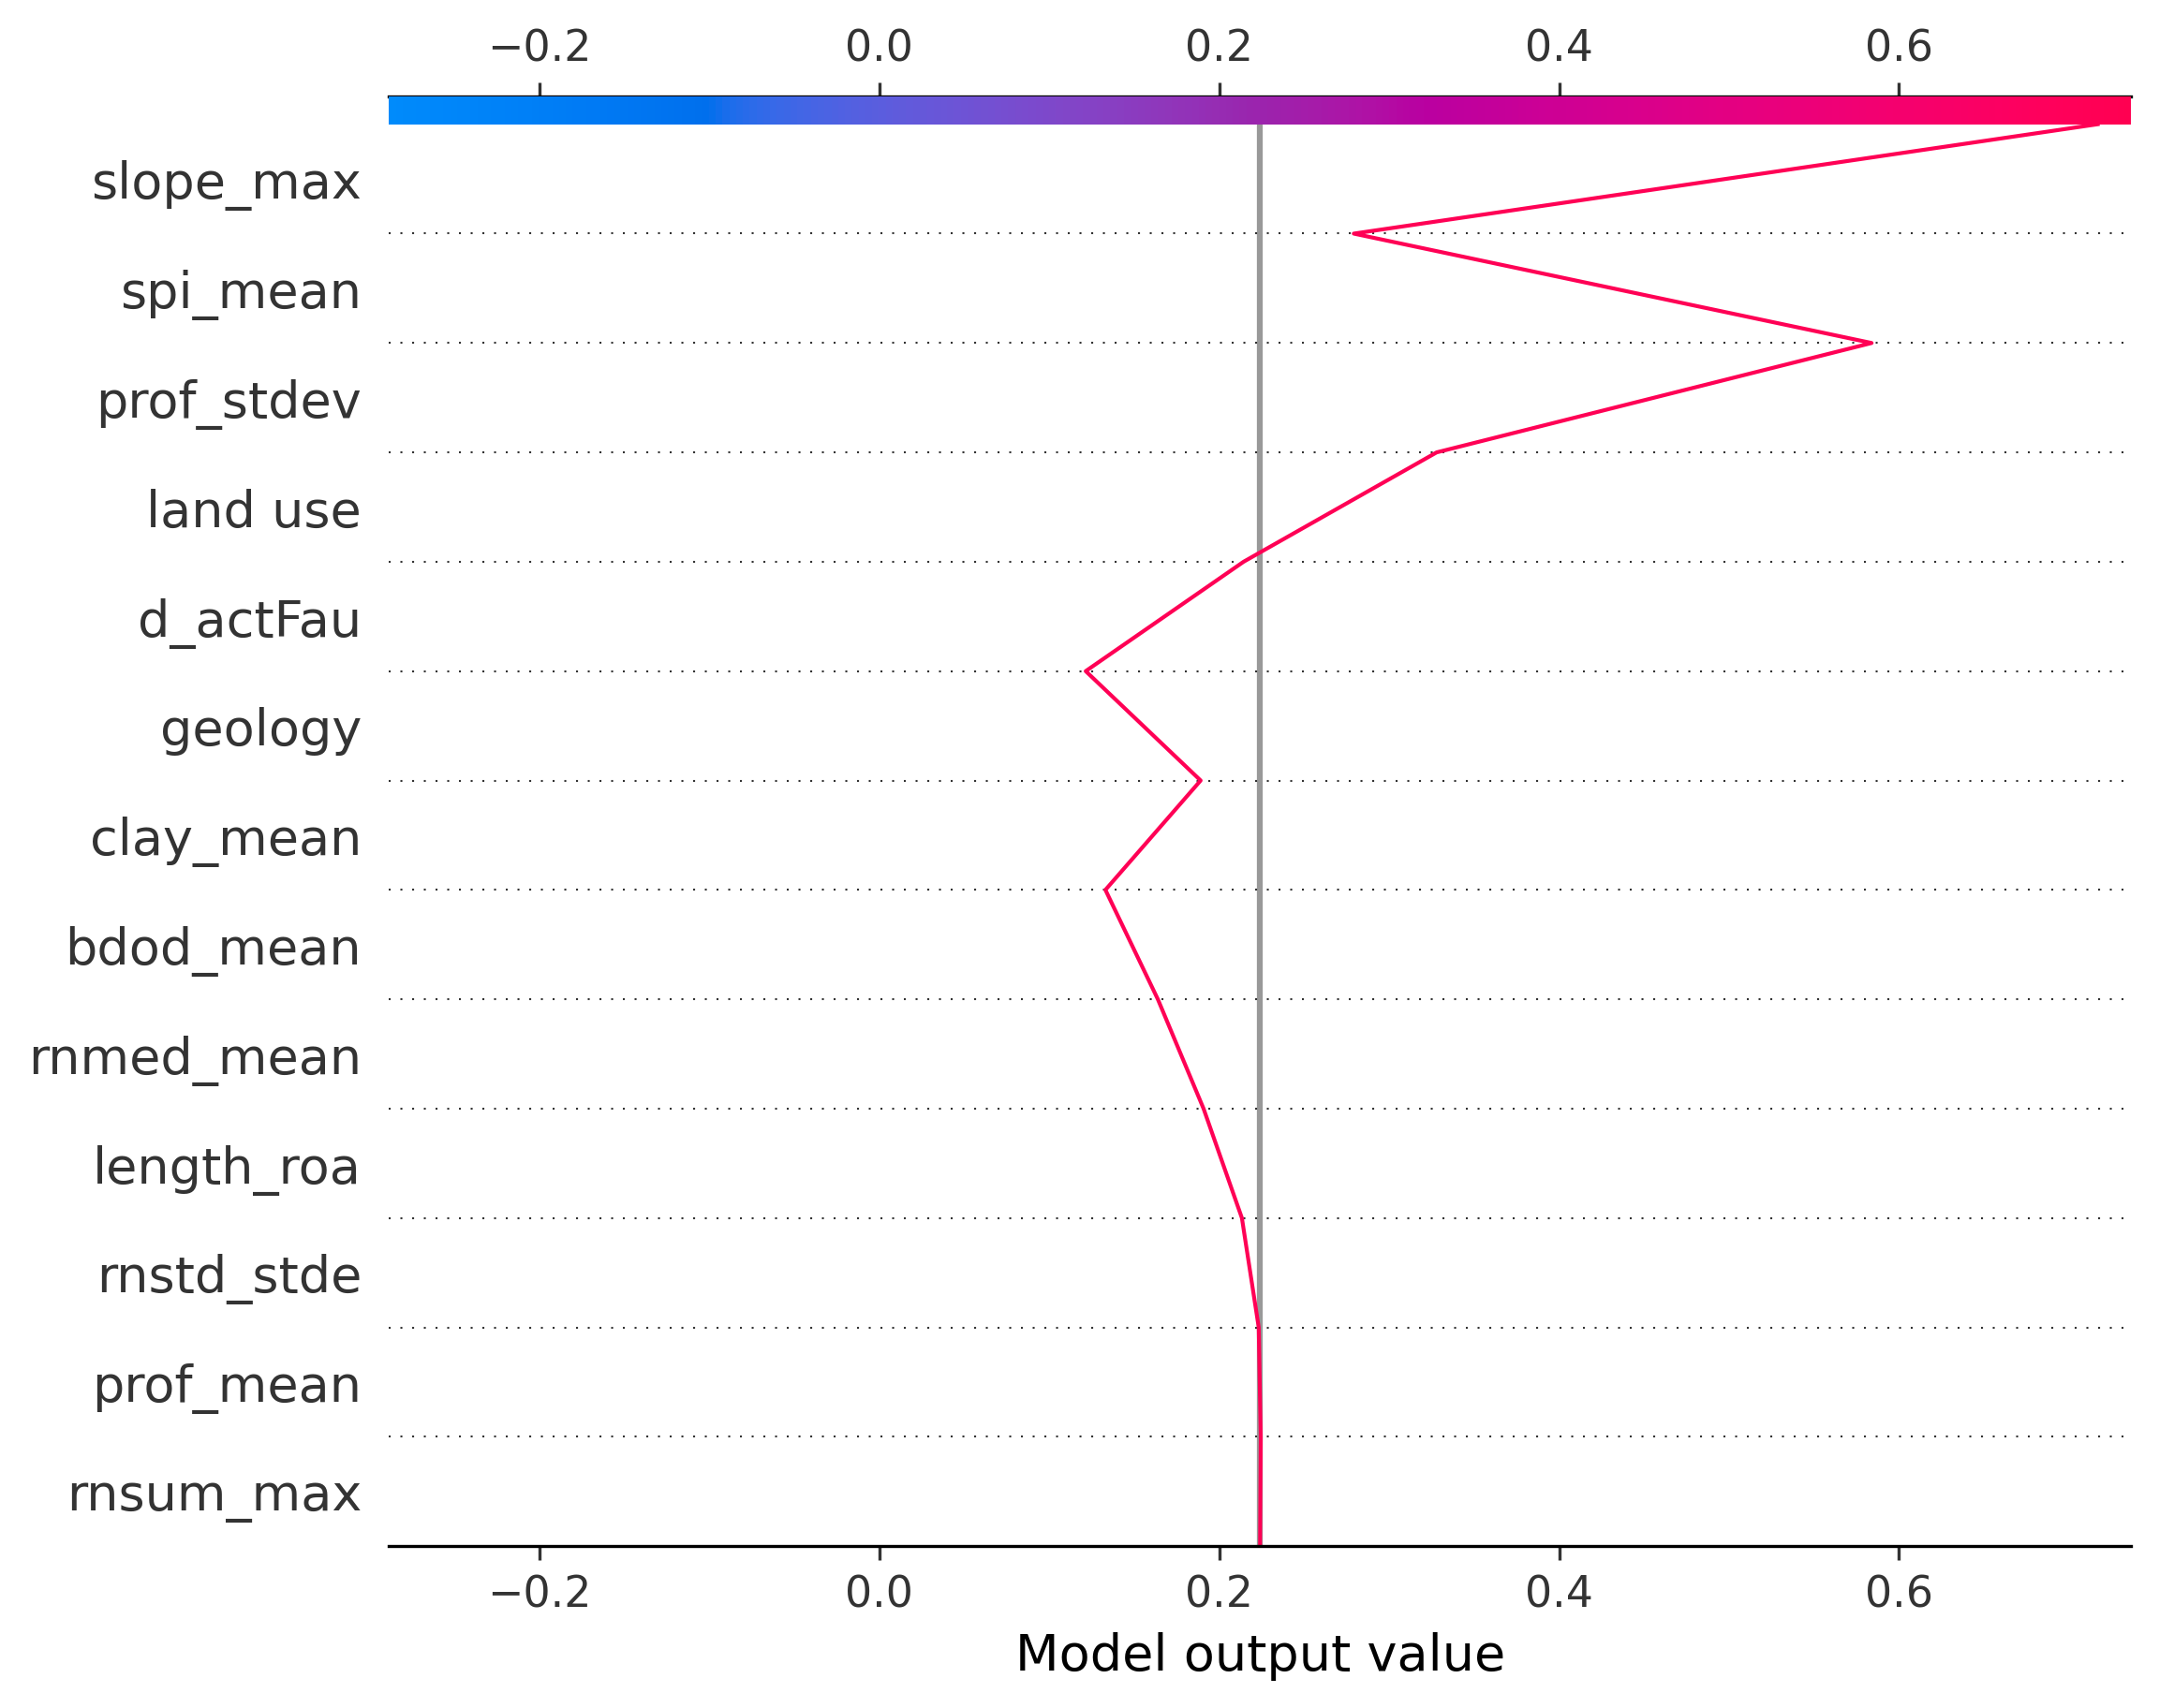 −0.2 0.0 0.2 0.4 0.6
slope_max
spi_mean
prof_stdev
land use
d_actFau
geology
clay_mean
bdod_mean
rnmed_mean
length_roa
rnstd_stde
prof_mean
rnsum_max
−0.2 0.0 0.2 0.4 0.6
Model output value